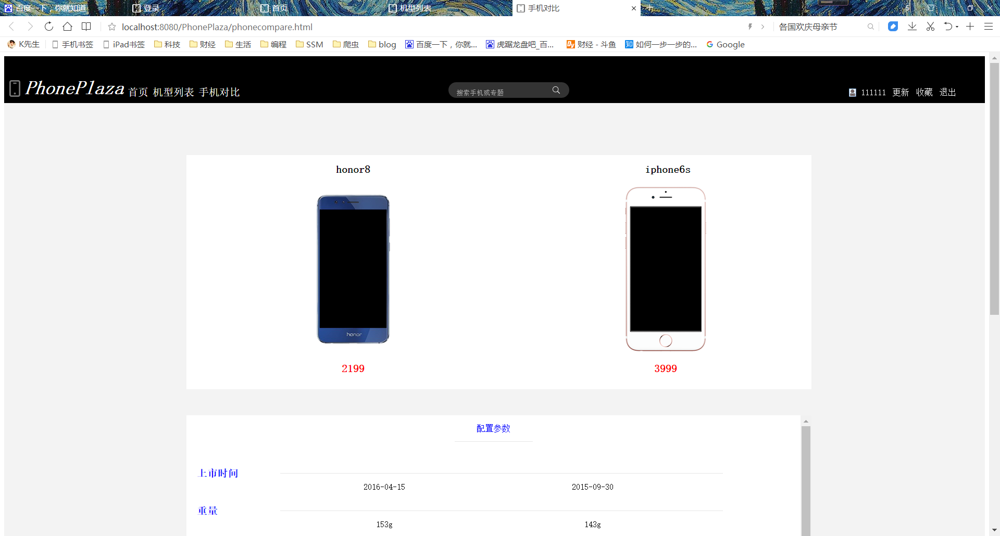 百度一下，你就知道 登录 首页 机型列表 手机对比 5
localhost:8080/PhonePlaza/phonecompare.html 各国欢庆母亲节
K先生 手机书签 iPad书签 科技 财经 生活 编程 SSM 爬虫 blog 百度一下，你就... 虎踞龙盘吧_百... 财经 - 斗鱼 如何一步一步的... Google
PhonePlaza 首页 机型列表 手机对比 搜索手机或专题 111111 更新 收藏 退出
honor8 iphone6s
honor
2199 3999
配置参数
上市时间
2016-04-15 2015-09-30
重量
153g 143g